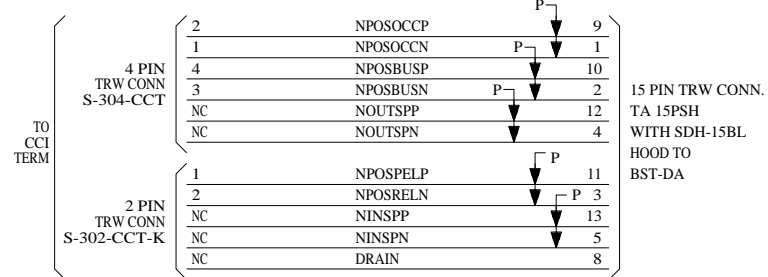 P
2 NPOSOCCP 9
1 NPOSOCCN P 1
4 NPOSBUSP 10
3 NPOSBUSN P 2
NC NOUTSPP 12
NC NOUTSPN 4
4 PIN
TRW CONN
S-304-CCT
TO
CCI
TERM
15 PIN TRW CONN.
TA 15PSH
WITH SDH-15BL
HOOD TO
BST-DA
P
1 NPOSPELP 11
2 NPOSRELN P 3
NC NINSPP 13
NC NINSPN 5
NC DRAIN 8
2 PIN
TRW CONN
S-302-CCT-K